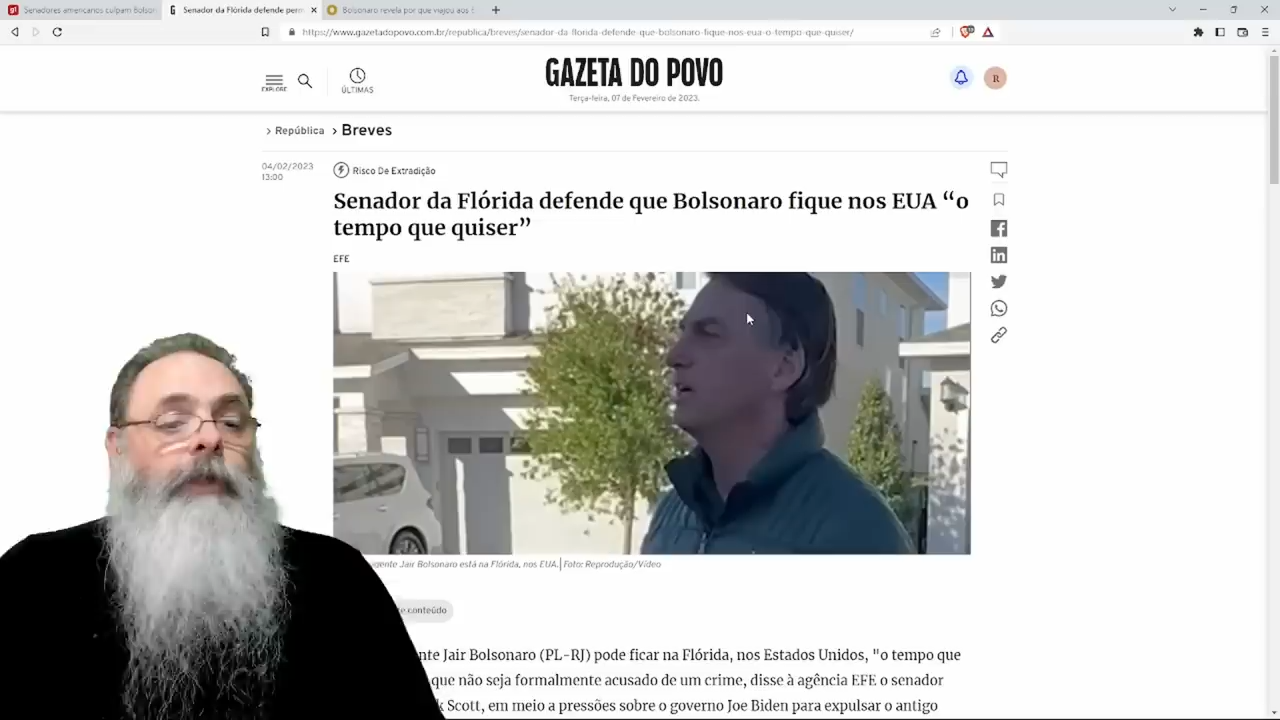 Senadores americanos culpam Bolson
Senador da Flórida defende perm
Bolsonaro revela por que viajou aos
https://www.gazetadopovo.com.br/republica/breves/senador-da-florida-defende-que-bolsonaro-fique-nos-eua-o-tempo-que-quiser/
EXPLORE
ÚLTIMAS
GAZETA DO POVO
Terça-feira, 07 de Fevereiro de 2023.
R
República
Breves
04/02/2023
13:00
Risco De Extradição
Senador da Flórida defende que Bolsonaro fique nos EUA “o
tempo que quiser”
EFE
Jair Bolsonaro está na Flórida, nos EUA.| Foto: Reprodução/Vídeo
conteúdo
nte Jair Bolsonaro (PL-RJ) pode ficar na Flórida, nos Estados Unidos, "o tempo que
que não seja formalmente acusado de um crime, disse à agência EFE o senador
k Scott, em meio a pressões sobre o governo Joe Biden para expulsar o antigo